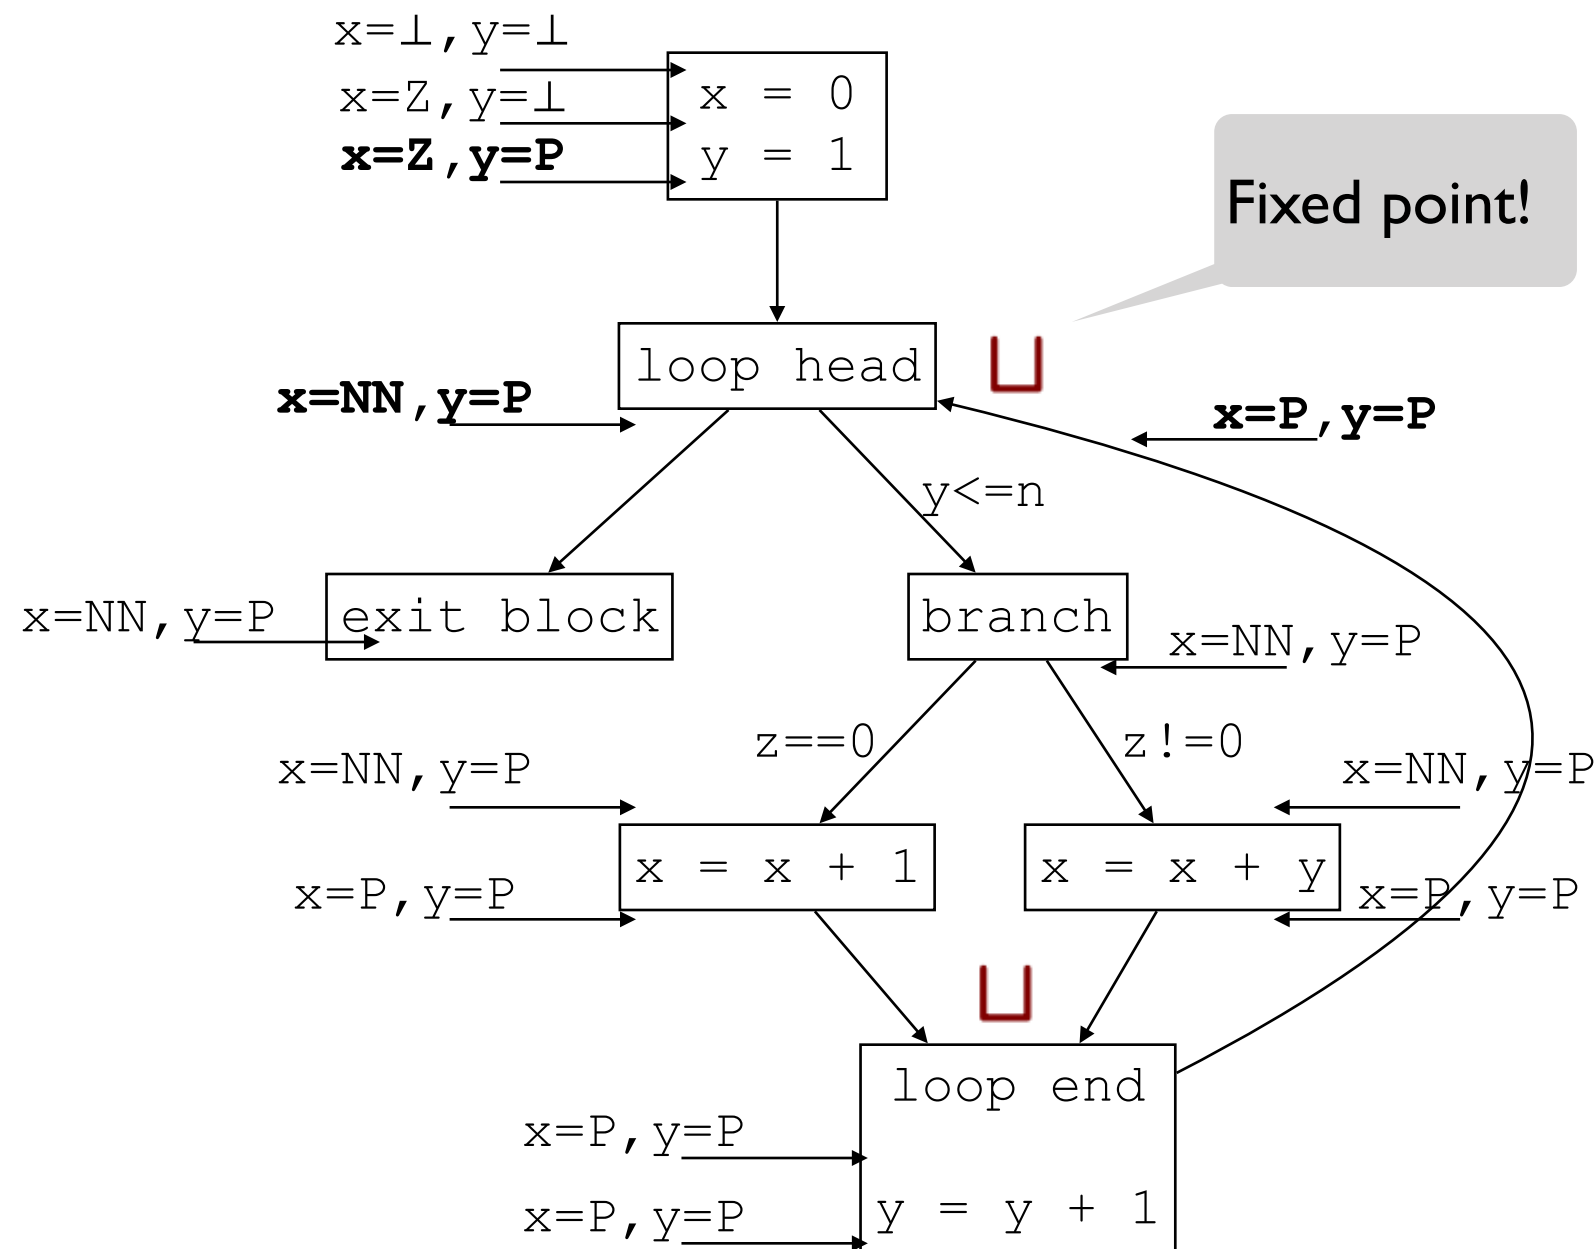 x=⊥,y=⊥
x=Z,y=⊥
x=Z,y=P
x = 0
y = 1
Fixed point!
loop head
⊔
x=NN,y=P
x=P,y=P
y<=n
exit block
branch
x=NN,y=P
x=NN,y=P
z==0
z!=0
x=NN,y=P
x=NN,y=P
x = x + 1
x = x + y
x=P,y=P
x=P,y=P
⊔
loop end
x=P,y=P
y = y + 1
x=P,y=P